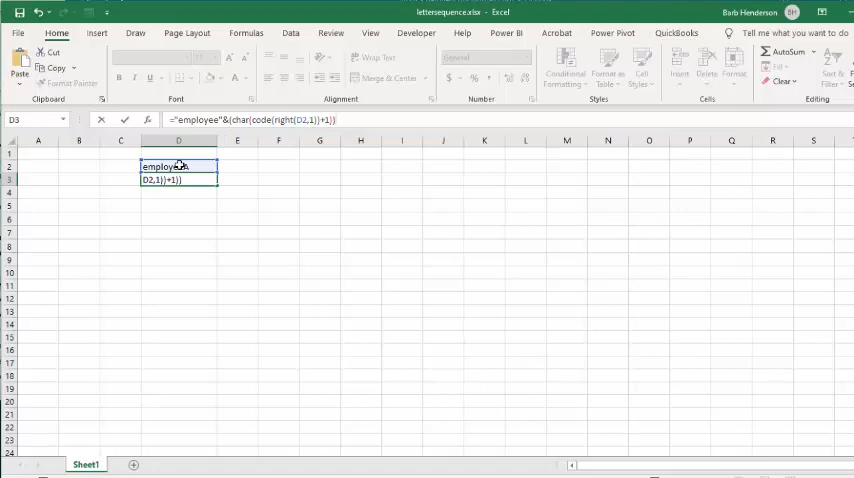 lettersequence.xlsx - Excel
Barb Henderson BH
File Home Insert Draw Page Layout Formulas Data Review View Developer Help Power BI Acrobat Power Pivot QuickBooks Tell me what you want to do
Paste
Cut
Copy
Format Painter
Clipboard
B I U
A A
Font
Wrap Text
Merge & Center
Alignment
General
$ %
Number
Conditional Formatting
Format as Table
Cell Styles
Styles
Insert Delete Format
Cells
AutoSum
Fill
Clear
Sort & Filter
Editing
D3 fx ="employee"&(char(code(right(D2,1))+1))
A B C D E F G H I J K L M N O P Q R S T
1
2 A
3 D2,1))+1))
4
5
6
7
8
9
10
11
12
13
14
15
16
17
18
19
20
21
22
23
24
Sheet1